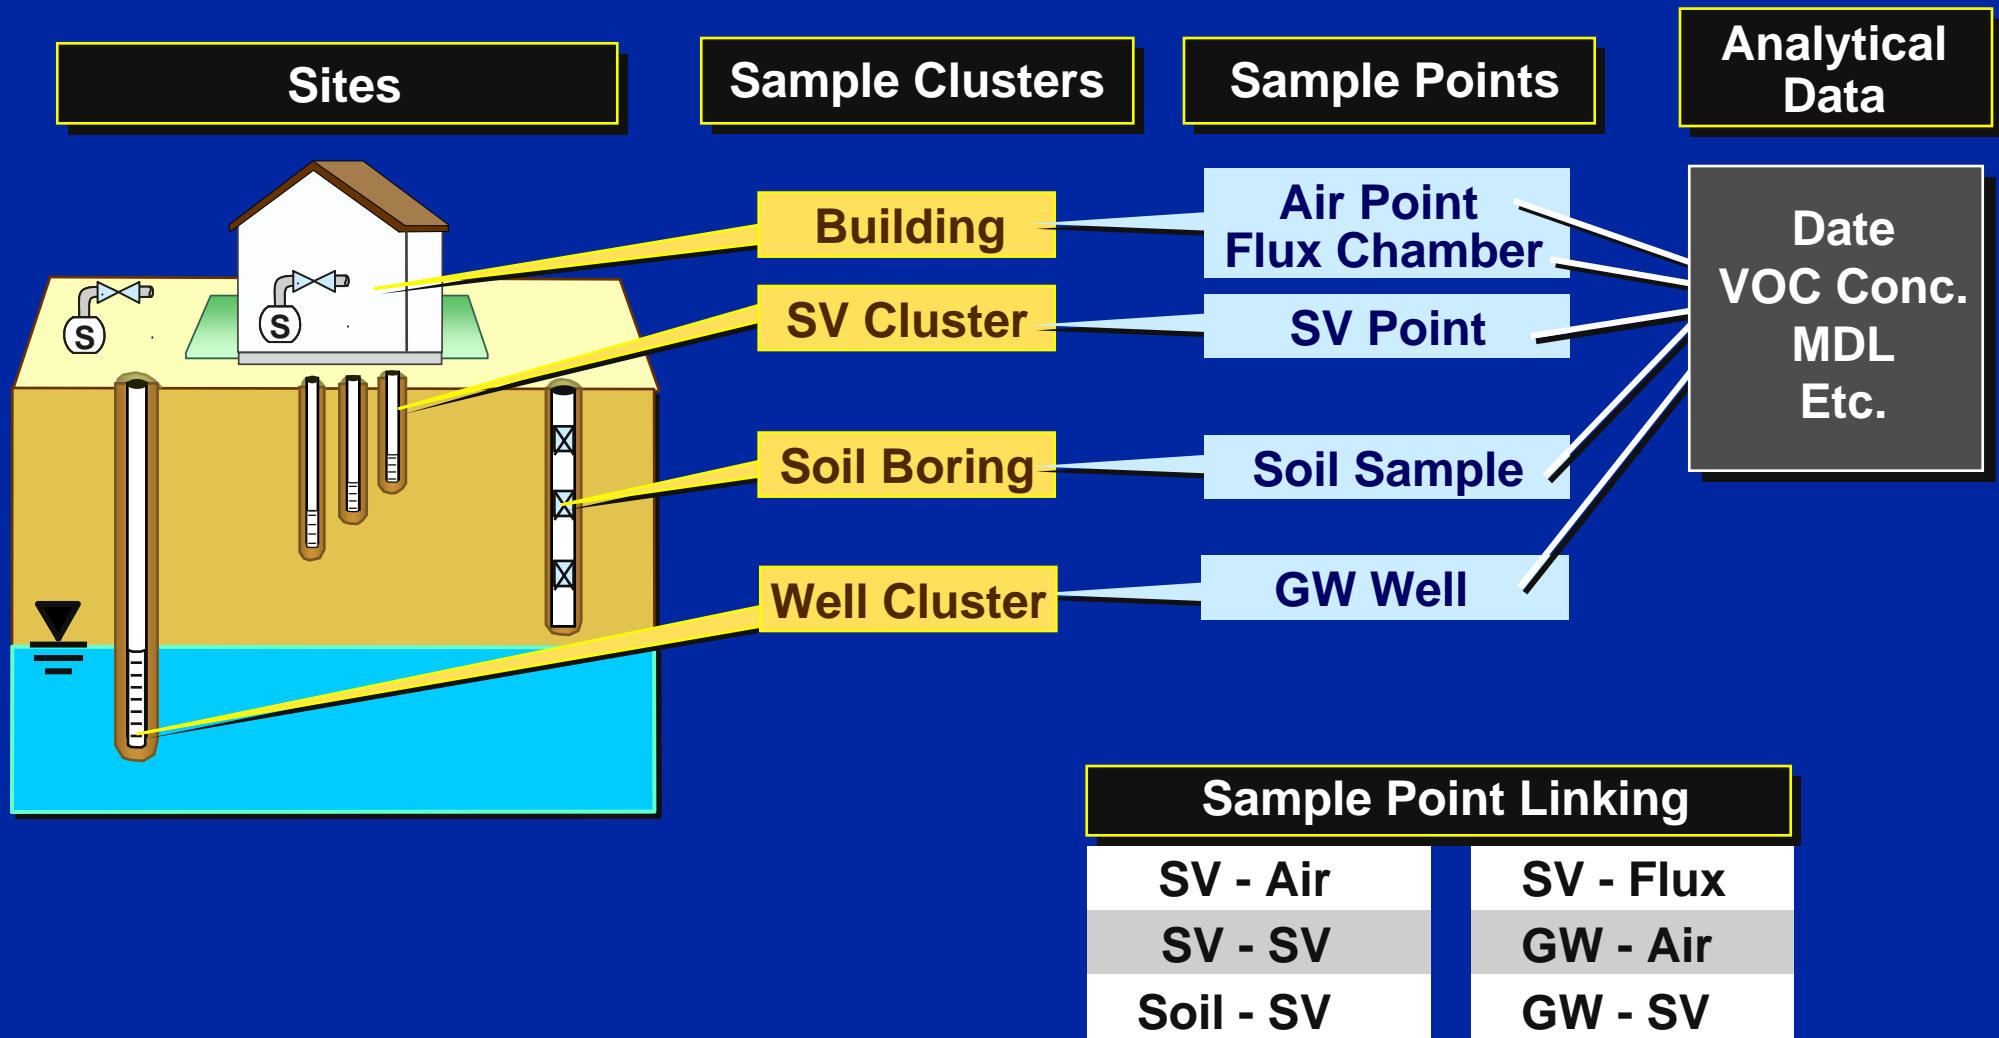 Sites
Sample Clusters
Sample Points
Analytical
Data
S
S
Building
SV Cluster
Soil Boring
Well Cluster
Air Point
Flux Chamber
SV Point
Soil Sample
GW Well
Date
VOC Conc.
MDL
Etc.
Sample Point Linking
SV - Air
SV - Flux
SV - SV
GW - Air
Soil - SV
GW - SV